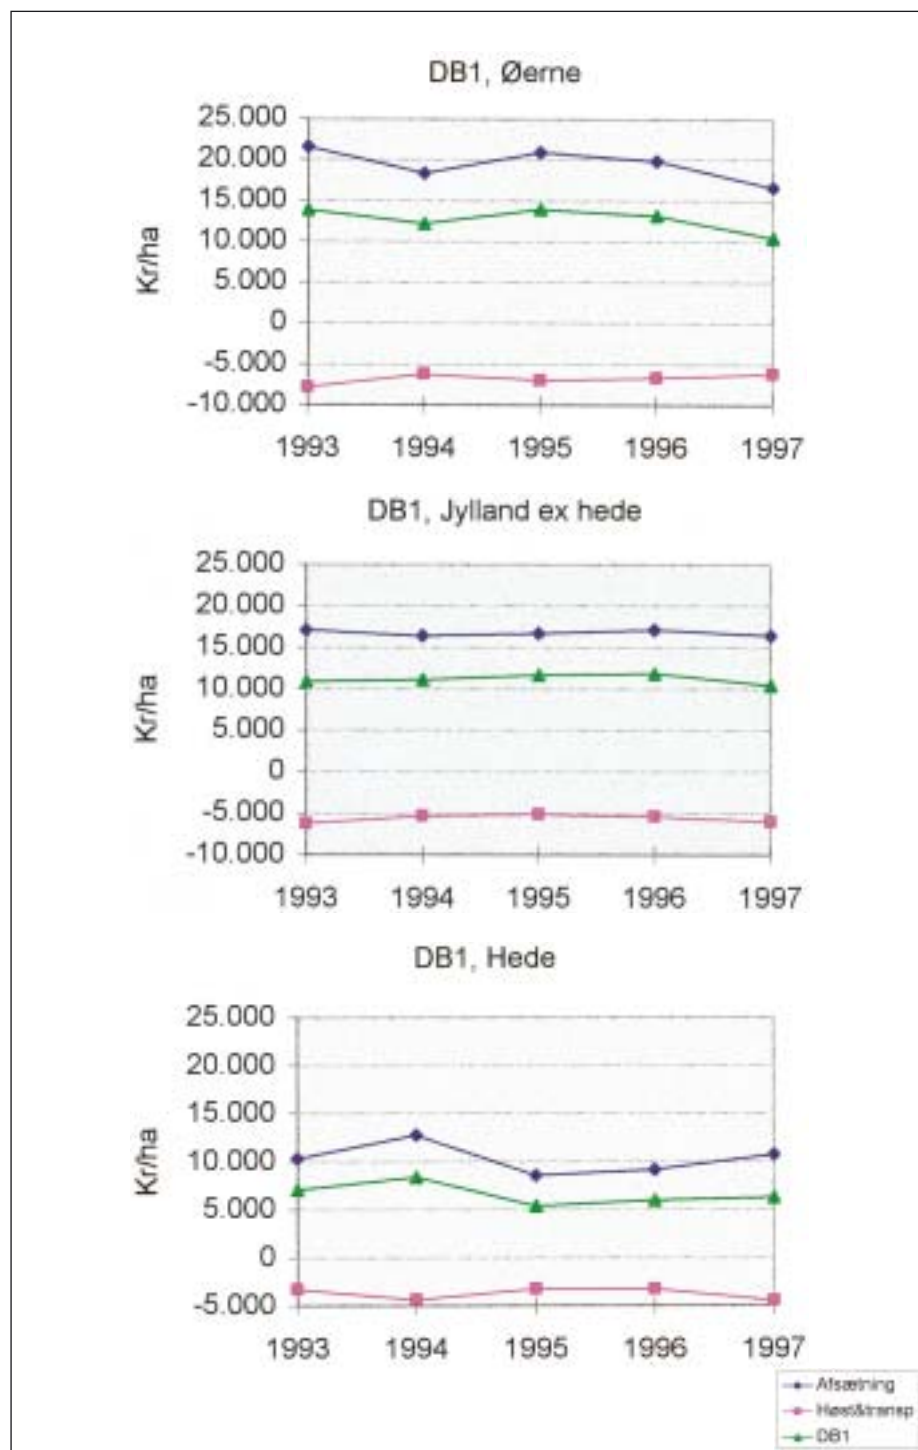 DB1, Øerne
25.000
20.000
15.000
10.000
5.000
0
-5.000
-10.000
Kr/ha
1993 1994 1995 1996 1997
DB1, Jylland ex hede
25.000
20.000
15.000
10.000
5.000
0
-5.000
-10.000
Kr/ha
1993 1994 1995 1996 1997
DB1, Hede
25.000
20.000
15.000
10.000
5.000
0
-5.000
Kr/ha
1993 1994 1995 1996 1997
Afsætning
Høst&transp
DB1